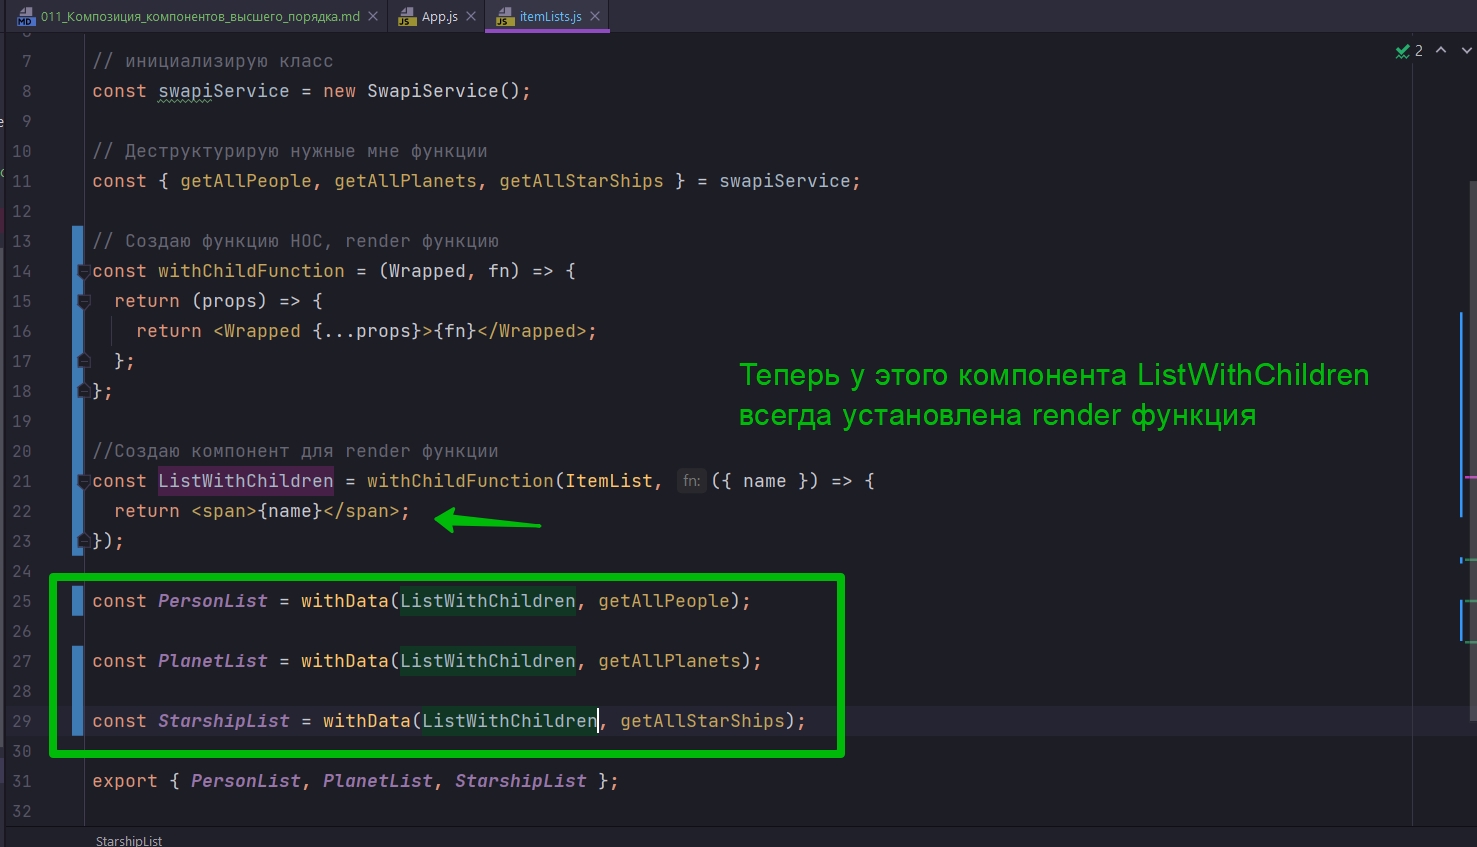 011_Композиция_компонентов_высшего_порядка.md App.js itemLists.js
7 // инициализирую класс
8 const swapiService = new SwapiService();
9
10 // Деструктурирую нужные мне функции
11 const { getAllPeople, getAllPlanets, getAllStarShips } = swapiService;
12
13 // Создаю функцию HOC, render функцию
14 const withChildFunction = (Wrapped, fn) => {
15 return (props) => {
16 return <Wrapped {...props}>{fn}</Wrapped>;
17 };
18 };
19
20 //Создаю компонент для render функции
21 const ListWithChildren = withChildFunction(ItemList, fn: ({ name }) => {
22 return <span>{name}</span>;
23 });
24
25 const PersonList = withData(ListWithChildren, getAllPeople);
26
27 const PlanetList = withData(ListWithChildren, getAllPlanets);
28
29 const StarshipList = withData(ListWithChildren, getAllStarShips);
30
31 export { PersonList, PlanetList, StarshipList };
32
2
Теперь у этого компонента ListWithChildren
всегда установлена render функция
StarshipList